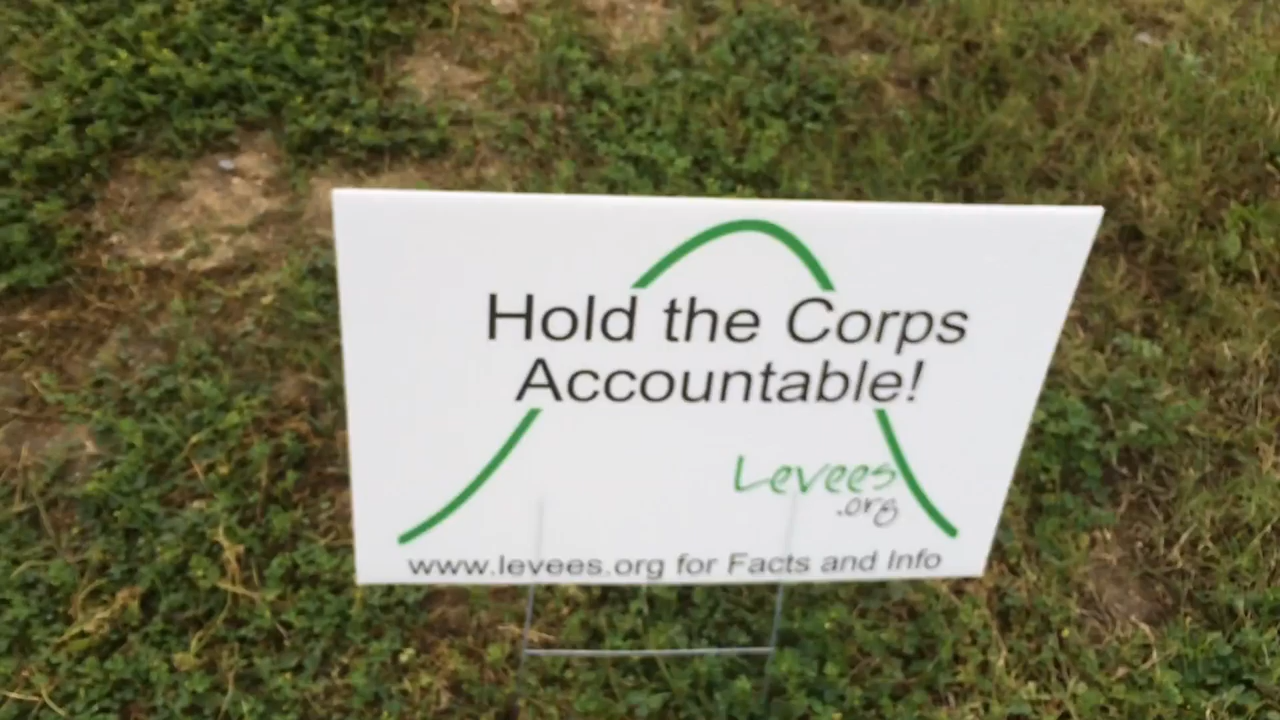 Hold the Corps
Accountable!
Levees
.org
www.levees.org for Facts and Info